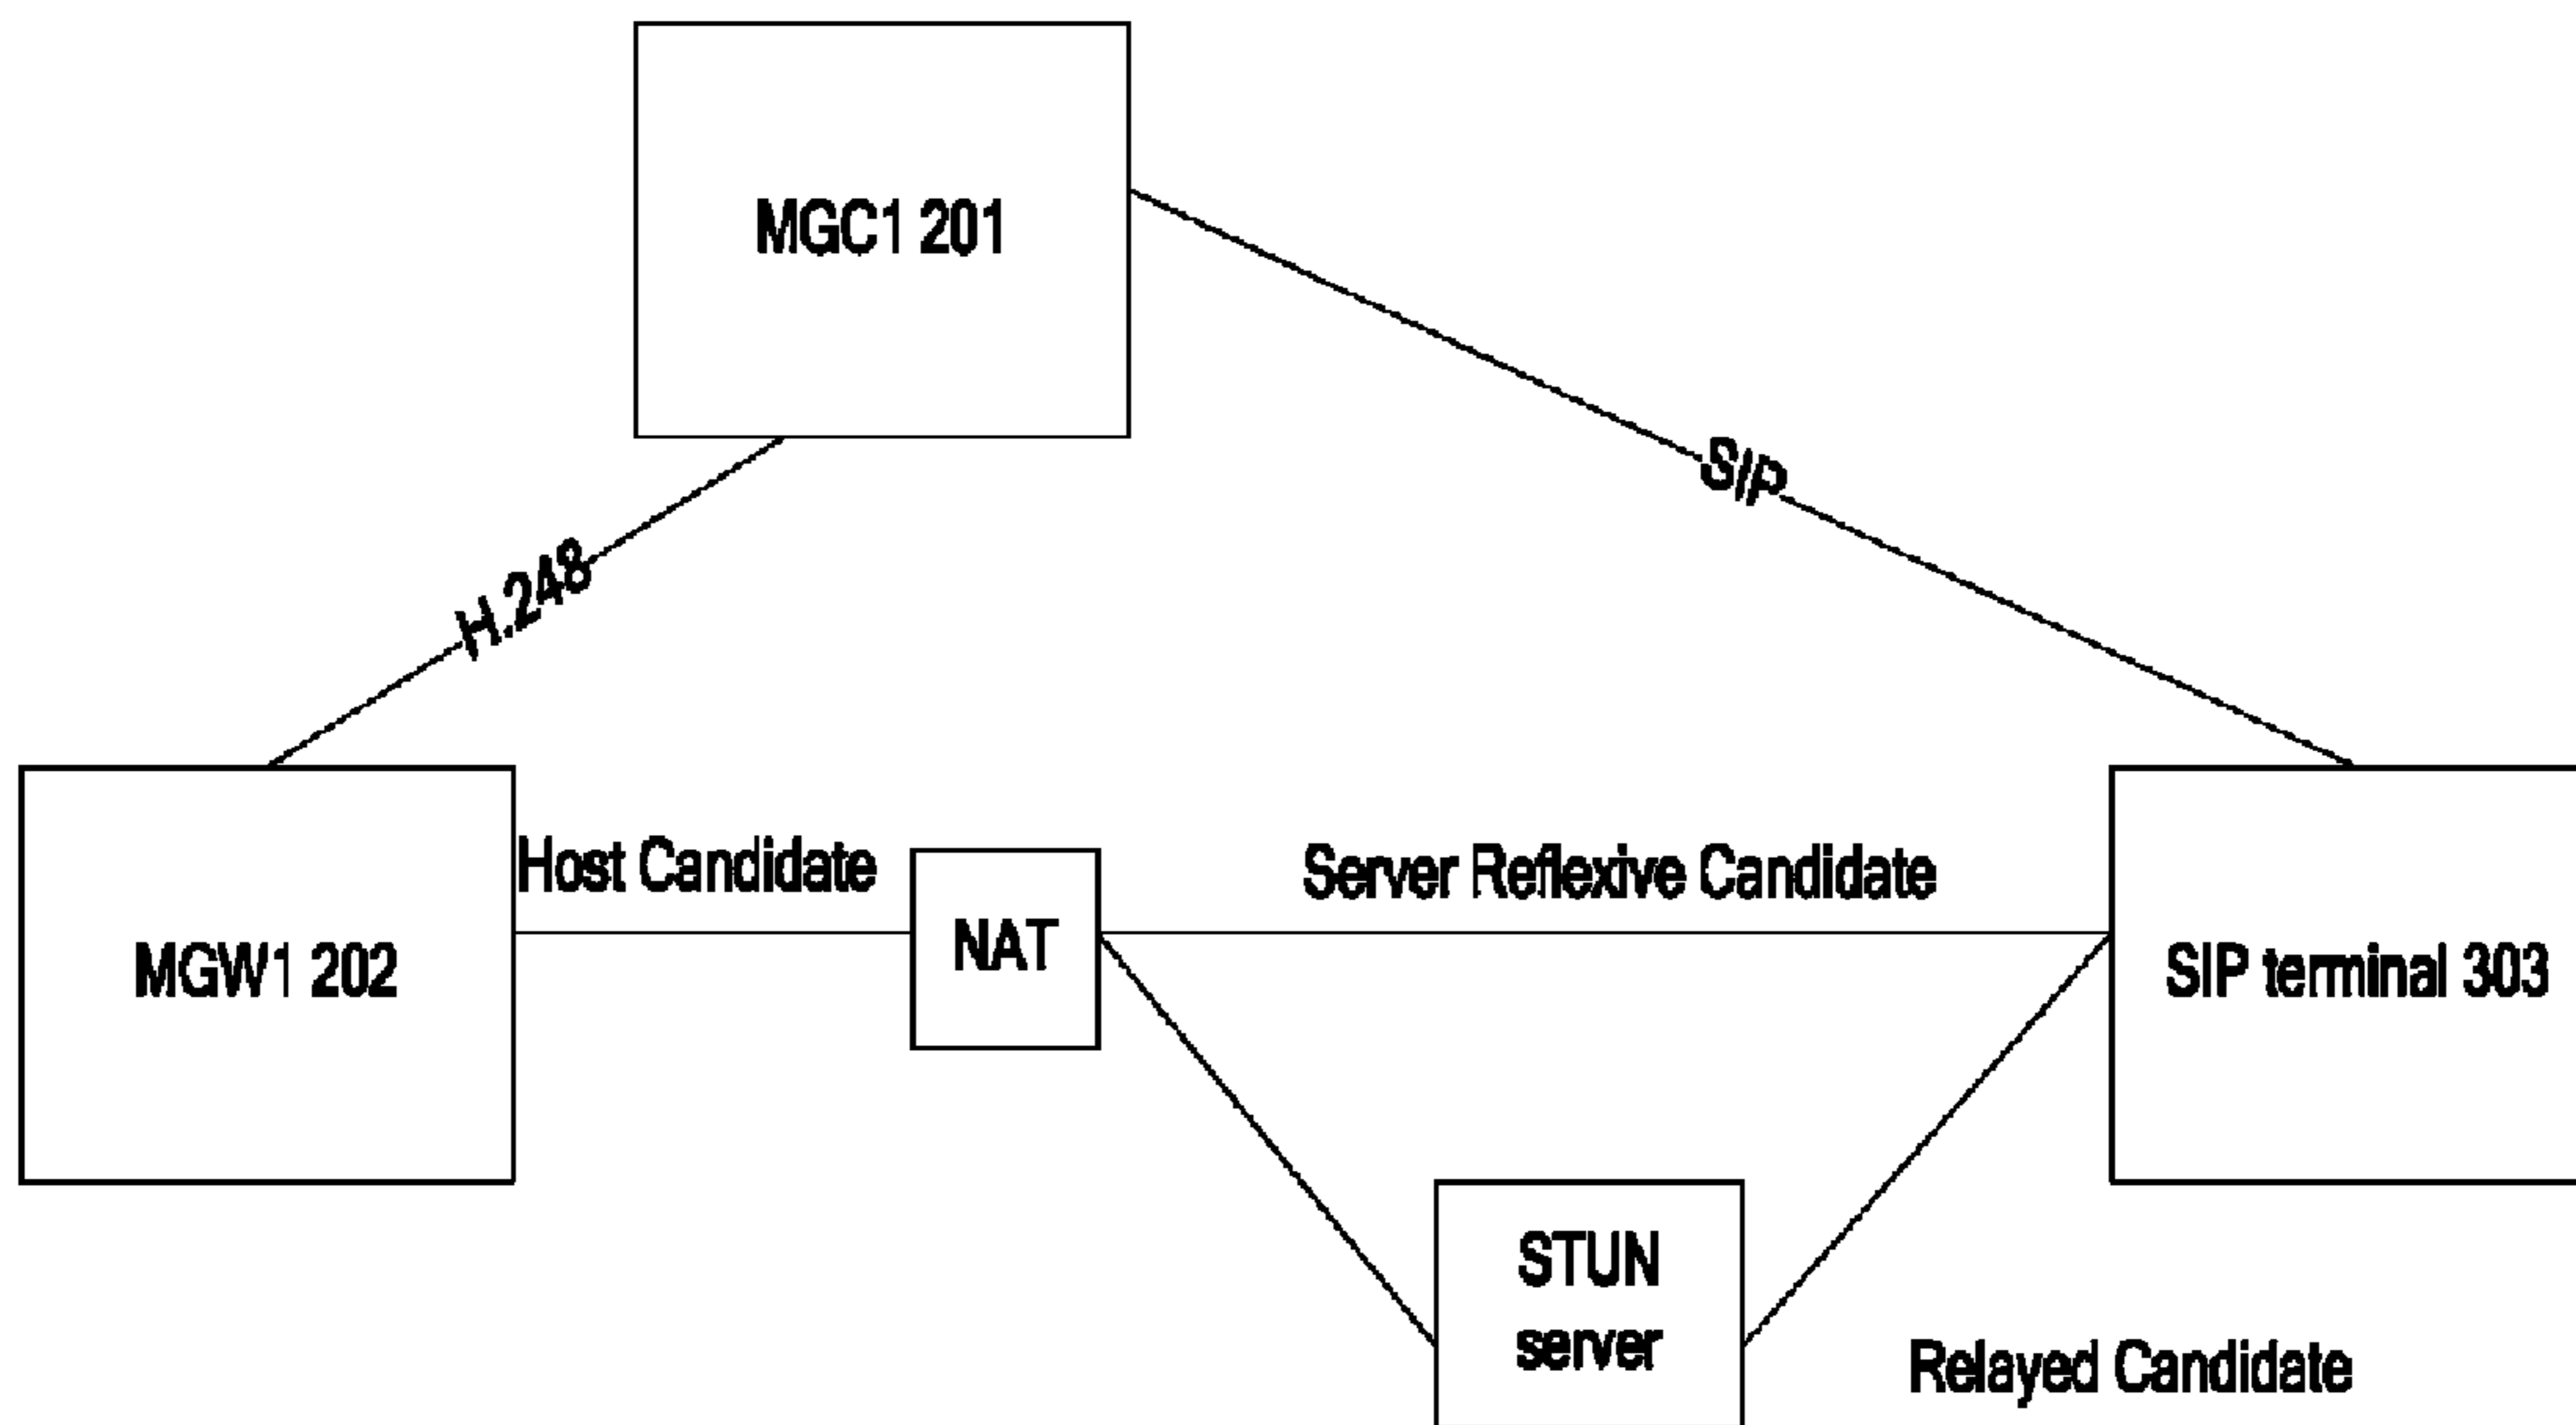 MGC1 201
SIP
H.248
Host Candidate
Server Reflexive Candidate
MGW1 202
NAT
SIP terminal 303
STUN
server
Relayed Candidate